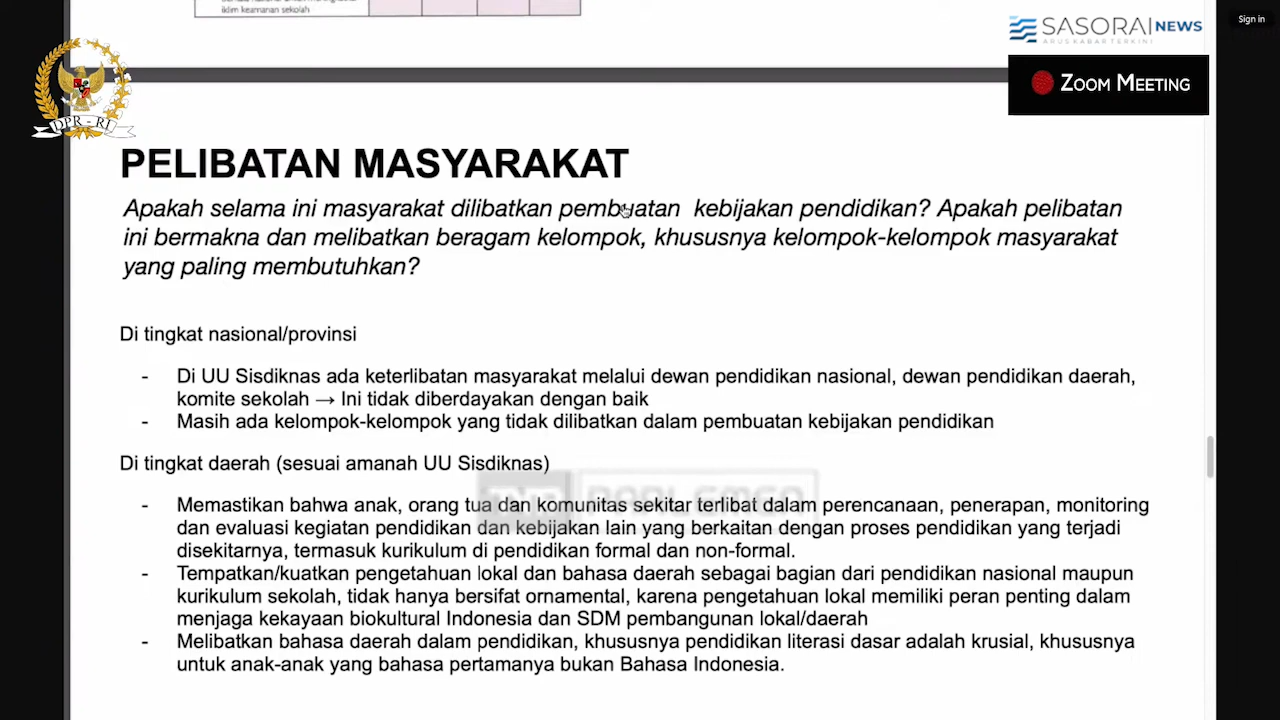 iklim keamanan sekolah
SASORAI NEWS
ARUS KABAR TERKINI
Sign in
DPR - RI
ZOOM MEETING
PELIBATAN MASYARAKAT
Apakah selama ini masyarakat dilibatkan pembuatan kebijakan pendidikan? Apakah pelibatan
ini bermakna dan melibatkan beragam kelompok, khususnya kelompok-kelompok masyarakat
yang paling membutuhkan?
Di tingkat nasional/provinsi
- Di UU Sisdiknas ada keterlibatan masyarakat melalui dewan pendidikan nasional, dewan pendidikan daerah,
komite sekolah → Ini tidak diberdayakan dengan baik
- Masih ada kelompok-kelompok yang tidak dilibatkan dalam pembuatan kebijakan pendidikan
Di tingkat daerah (sesuai amanah UU Sisdiknas)
- Memastikan bahwa anak, orang tua dan komunitas sekitar terlibat dalam perencanaan, penerapan, monitoring
dan evaluasi kegiatan pendidikan dan kebijakan lain yang berkaitan dengan proses pendidikan yang terjadi
disekitarnya, termasuk kurikulum di pendidikan formal dan non-formal.
- Tempatkan/kuatkan pengetahuan lokal dan bahasa daerah sebagai bagian dari pendidikan nasional maupun
kurikulum sekolah, tidak hanya bersifat ornamental, karena pengetahuan lokal memiliki peran penting dalam
menjaga kekayaan biokultural Indonesia dan SDM pembangunan lokal/daerah
- Melibatkan bahasa daerah dalam pendidikan, khususnya pendidikan literasi dasar adalah krusial, khususnya
untuk anak-anak yang bahasa pertamanya bukan Bahasa Indonesia.